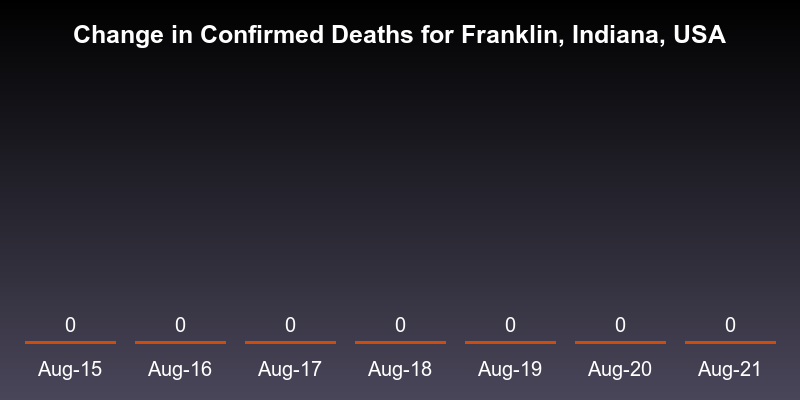 Change in Confirmed Deaths for Franklin, Indiana, USA
0 0 0 0 0 0 0
Aug-15 Aug-16 Aug-17 Aug-18 Aug-19 Aug-20 Aug-21